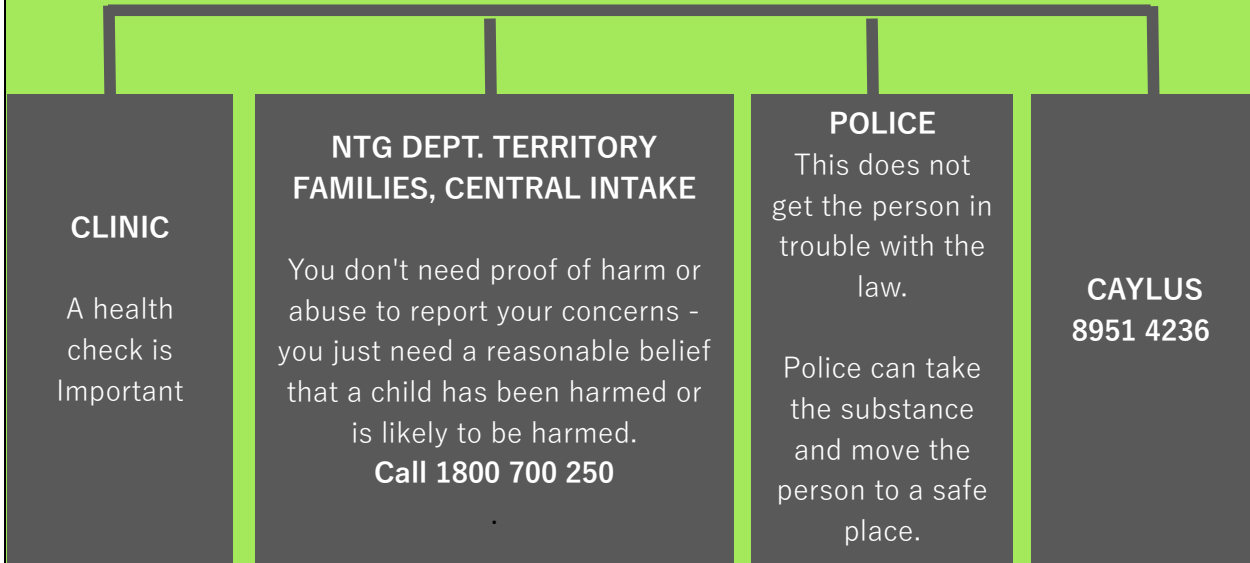 CLINIC
A health
check is
Important
NTG DEPT. TERRITORY
FAMILIES, CENTRAL INTAKE
You don't need proof of harm or
abuse to report your concerns -
you just need a reasonable belief
that a child has been harmed or
is likely to be harmed.
Call 1800 700 250
.
POLICE
This does not
get the person in
trouble with the
law.
Police can take
the substance
and move the
person to a safe
place.
CAYLUS
8951 4236